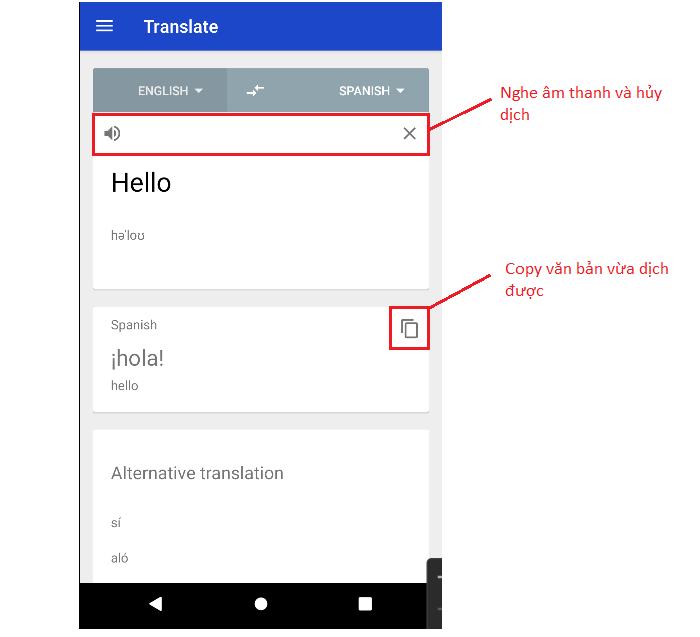 Translate
ENGLISH
SPANISH
Nghe âm thanh và hủy
dịch
Hello
həˈloʊ
Copy văn bản vừa dịch
được
Spanish
¡hola!
hello
Alternative translation
sí
aló